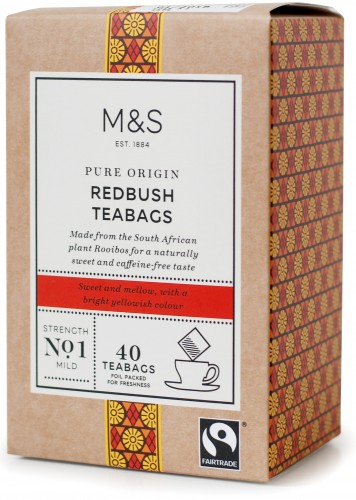 M&S
EST. 1884
PURE ORIGIN
REDBUSH
TEABAGS
Made from the South African
plant Rooibos for a naturally
sweet and caffeine-free taste
Sweet and mellow, with a
bright yellowish colour
STRENGTH
No1
MILD
40
TEABAGS
FOIL PACKED
FOR FRESHNESS
FAIRTRADE